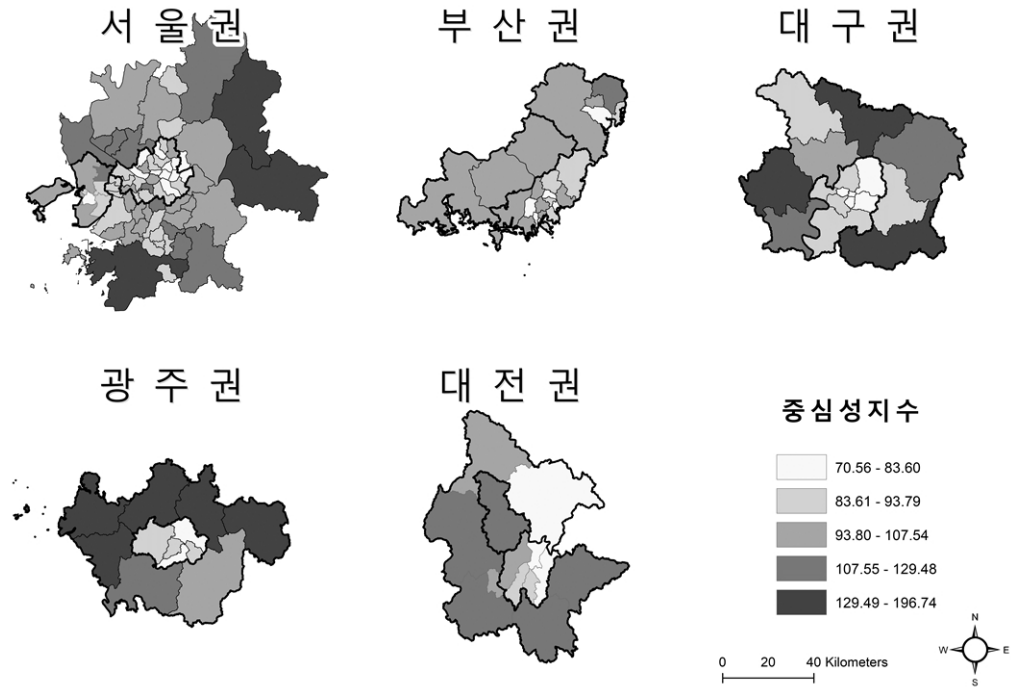 서 울 권
부 산 권
대 구 권
광 주 권
대 전 권
중심성지수
70.56 - 83.60
83.61 - 93.79
93.80 - 107.54
107.55 - 129.48
129.49 - 196.74
N
W E
S
0 20 40 Kilometers